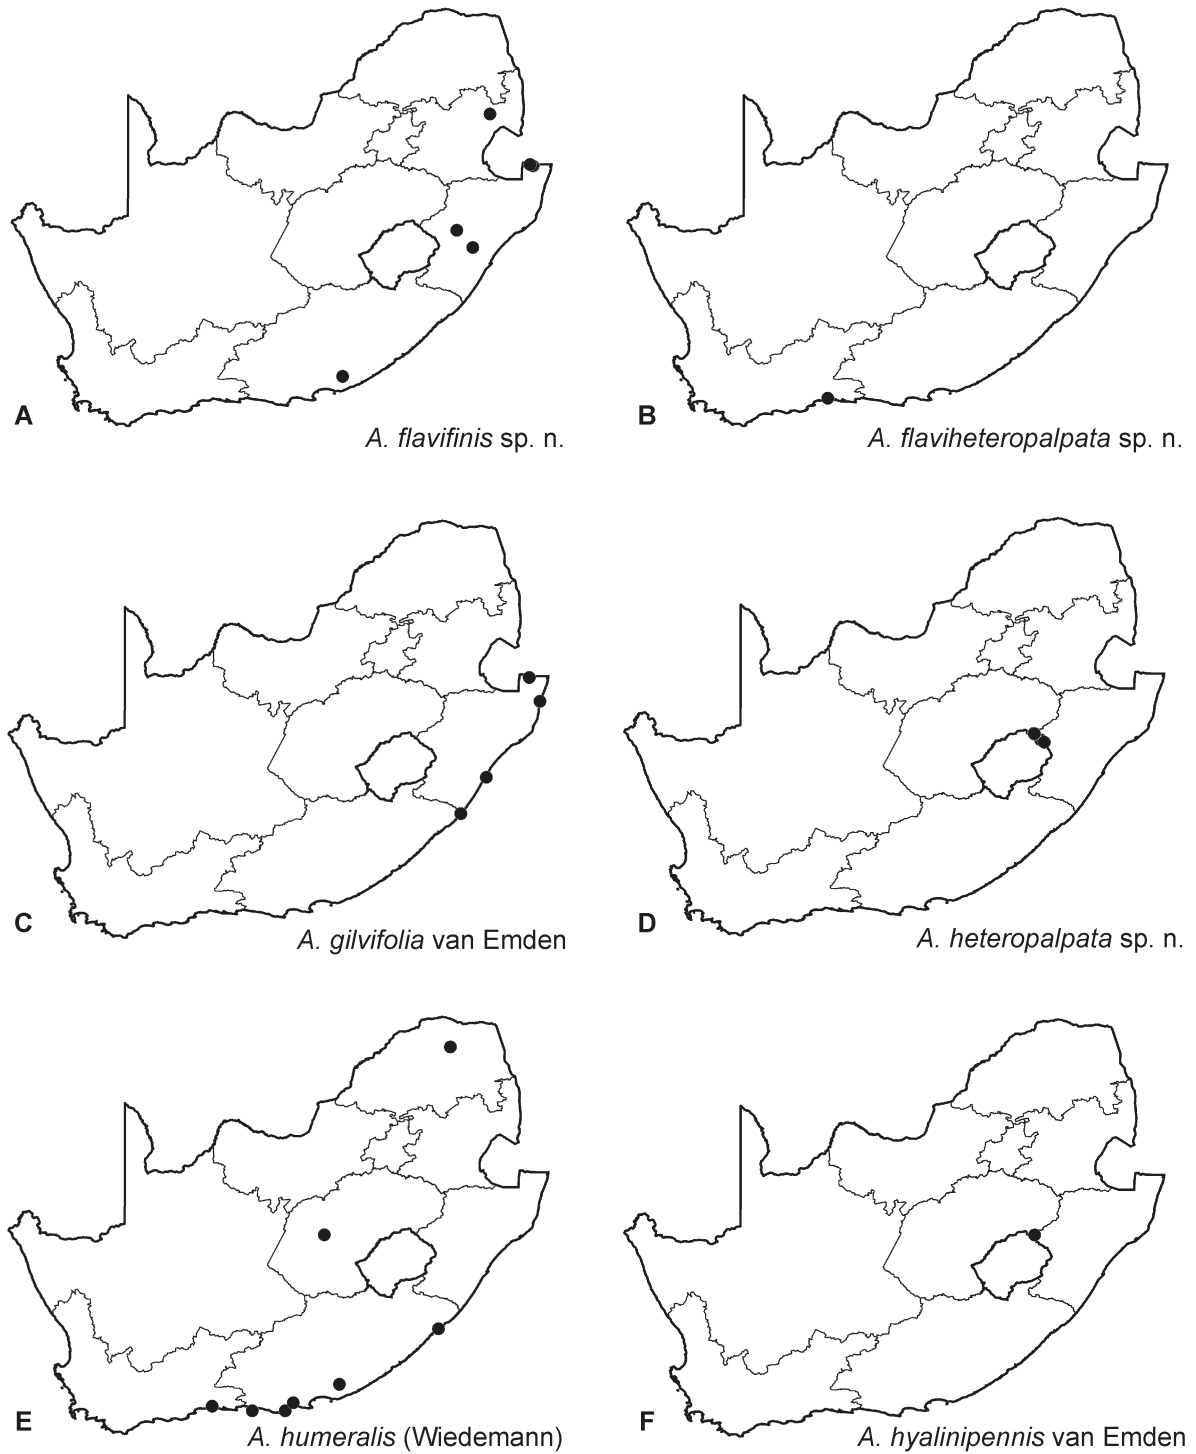 A
A. flavifinis sp. n.
B
A. flaviheteropalpata sp. n.
C
A. gilvifolia van Emden
D
A. heteropalpata sp. n.
E
A. humeralis (Wiedemann)
F
A. hyalinipennis van Emden